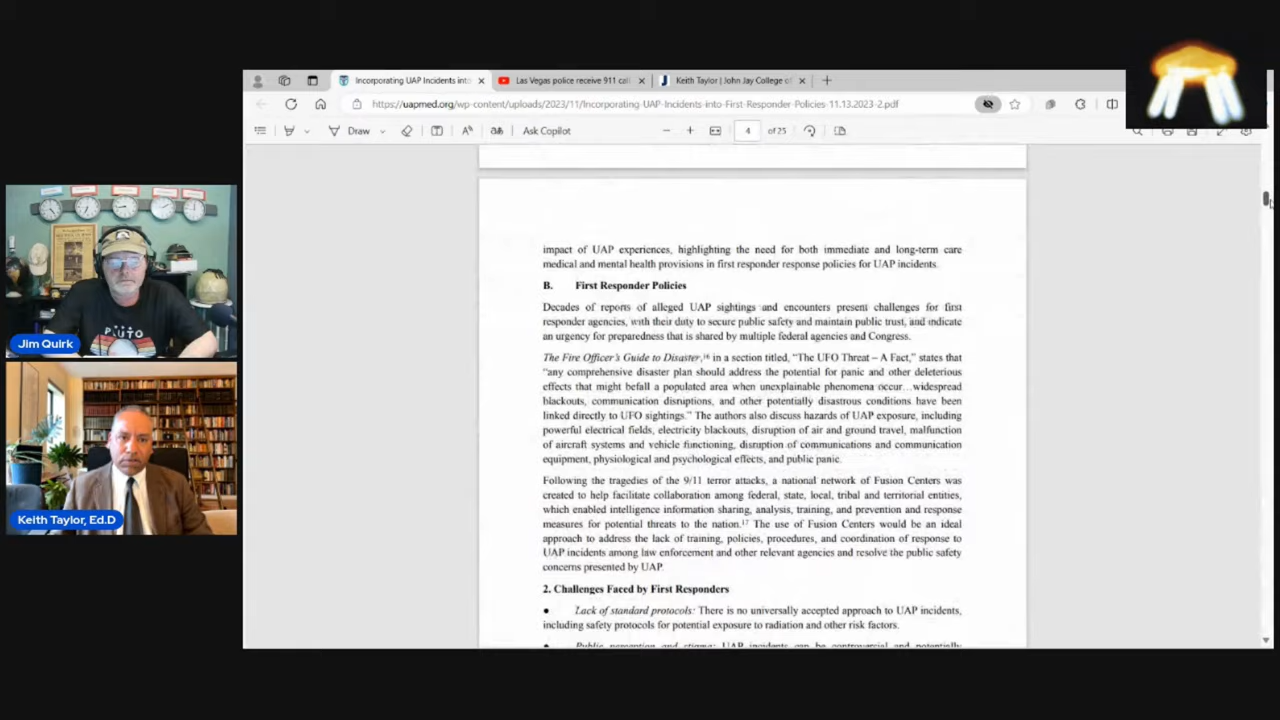 Incorporating UAP Incidents into
Las Vegas police receive 911 call
Keith Taylor | John Jay College of
https://uapmed.org/wp-content/uploads/2023/11/Incorporating-UAP-Incidents-into-First-Responder-Policies-11.13.2023-2.pdf
Draw
Ask Copilot
4 of 25
impact of UAP experiences, highlighting the need for both immediate and long-term care
medical and mental health provisions in first responder response policies for UAP incidents.
B. First Responder Policies
Decades of reports of alleged UAP sightings and encounters present challenges for first
responder agencies, with their duty to secure public safety and maintain public trust, and indicate
an urgency for preparedness that is shared by multiple federal agencies and Congress.
The Fire Officer's Guide to Disaster,16 in a section titled, "The UFO Threat – A Fact," states that
"any comprehensive disaster plan should address the potential for panic and other deleterious
effects that might befall a populated area when unexplainable phenomena occur…widespread
blackouts, communication disruptions, and other potentially disastrous conditions have been
linked directly to UFO sightings." The authors also discuss hazards of UAP exposure, including
powerful electrical fields, electricity blackouts, disruption of air and ground travel, malfunction
of aircraft systems and vehicle functioning, disruption of communications and communication
equipment, physiological and psychological effects, and public panic.
Following the tragedies of the 9/11 terror attacks, a national network of Fusion Centers was
created to help facilitate collaboration among federal, state, local, tribal and territorial entities,
which enabled intelligence information sharing, analysis, training, and prevention and response
measures for potential threats to the nation.17 The use of Fusion Centers would be an ideal
approach to address the lack of training, policies, procedures, and coordination of response to
UAP incidents among law enforcement and other relevant agencies and resolve the public safety
concerns presented by UAP.
2. Challenges Faced by First Responders
● Lack of standard protocols: There is no universally accepted approach to UAP incidents,
including safety protocols for potential exposure to radiation and other risk factors.
● Public perception and stigma: UAP incidents can be controversial and potentially
PLUTO
Jim Quirk
Keith Taylor, Ed.D